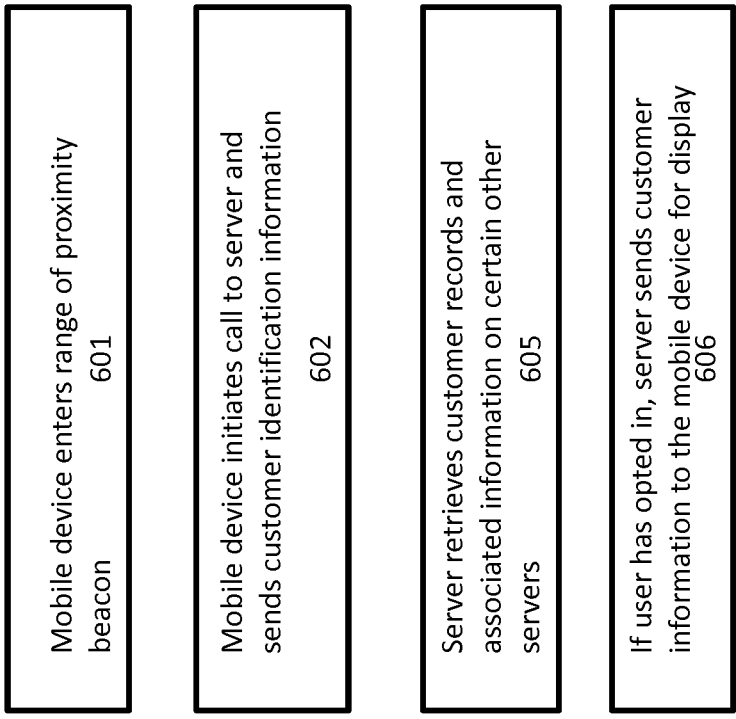 Mobile device enters range of proximity
beacon 601
Mobile device initiates call to server and
sends customer identification information
602
Server retrieves customer records and
associated information on certain other
servers 605
If user has opted in, server sends customer
information to the mobile device for display
606